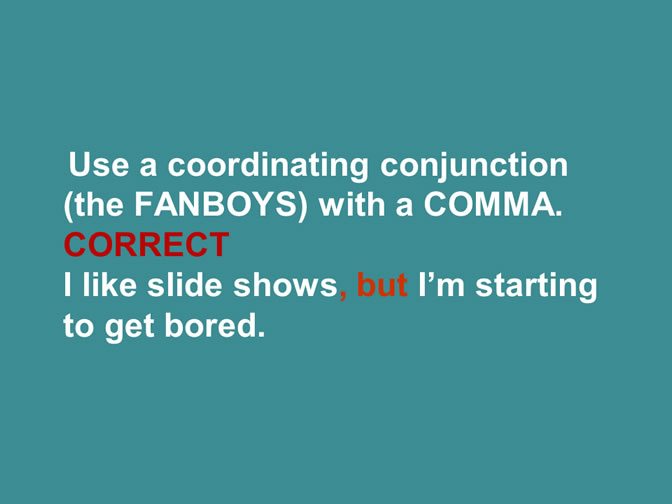 Use a coordinating conjunction
(the FANBOYS) with a COMMA.
CORRECT
I like slide shows, but I’m starting
to get bored.